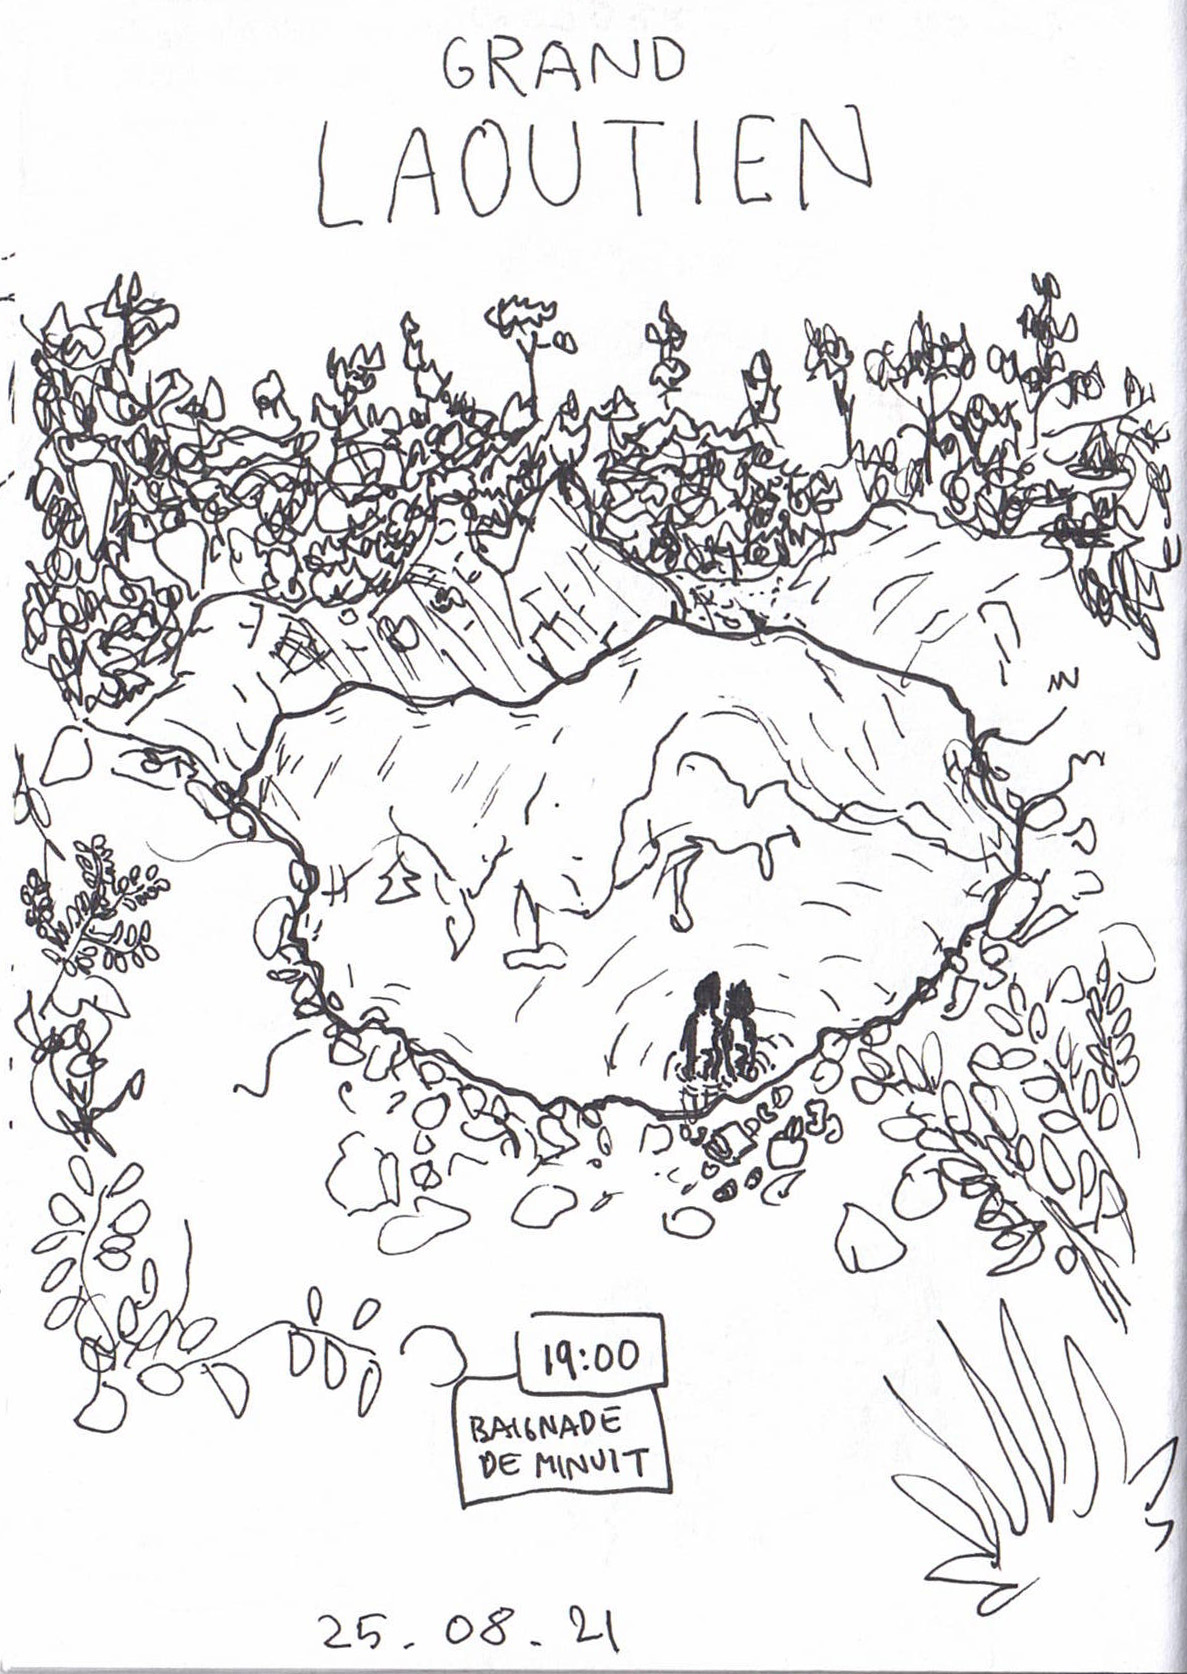 GRAND
LAOUTIEN
19:00
BAIGNADE
DE MINUIT
25.08.21